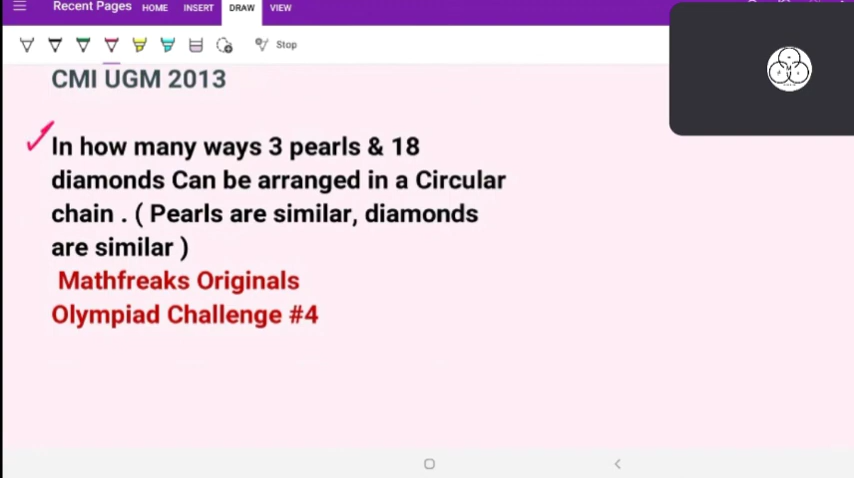 Recent Pages HOME INSERT DRAW VIEW
Stop
CMI UGM 2013
In how many ways 3 pearls & 18
diamonds Can be arranged in a Circular
chain . ( Pearls are similar, diamonds
are similar )
Mathfreaks Originals
Olympiad Challenge #4